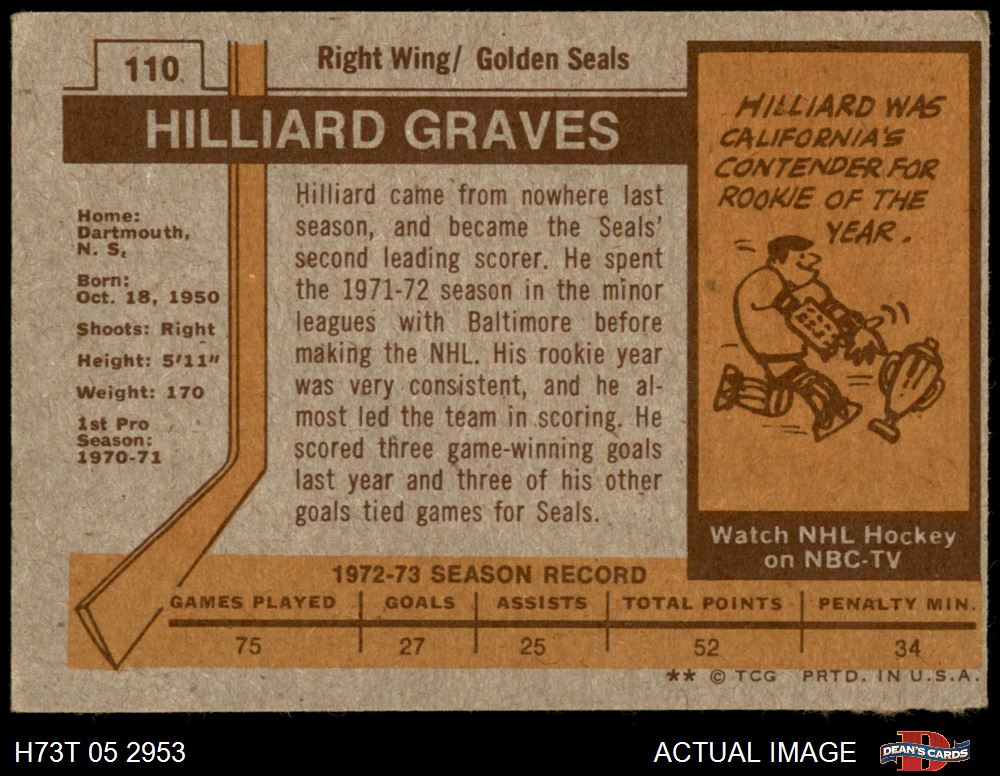 110
Right Wing/ Golden Seals
HILLIARD GRAVES
Home:
Dartmouth,
N. S.
Born:
Oct. 18, 1950
Shoots: Right
Height: 5'11"
Weight: 170
1st Pro
Season:
1970-71
Hilliard came from nowhere last
season, and became the Seals'
second leading scorer. He spent
the 1971-72 season in the minor
leagues with Baltimore before
making the NHL. His rookie year
was very consistent, and he al-
most led the team in scoring. He
scored three game-winning goals
last year and three of his other
goals tied games for Seals.
HILLIARD WAS
CALIFORNIA'S
CONTENDER FOR
ROOKIE OF THE
YEAR.
Watch NHL Hockey
on NBC-TV
1972-73 SEASON RECORD
GAMES PLAYED GOALS ASSISTS TOTAL POINTS PENALTY MIN.
75 27 25 52 34
** © TCG PRTD. IN U.S.A.
H73T 05 2953 ACTUAL IMAGE
D
DEAN'S CARDS